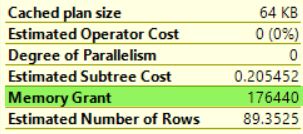 Cached plan size 64 KB
Estimated Operator Cost 0 (0%)
Degree of Parallelism 0
Estimated Subtree Cost 0.205452
Memory Grant 176440
Estimated Number of Rows 89.3525